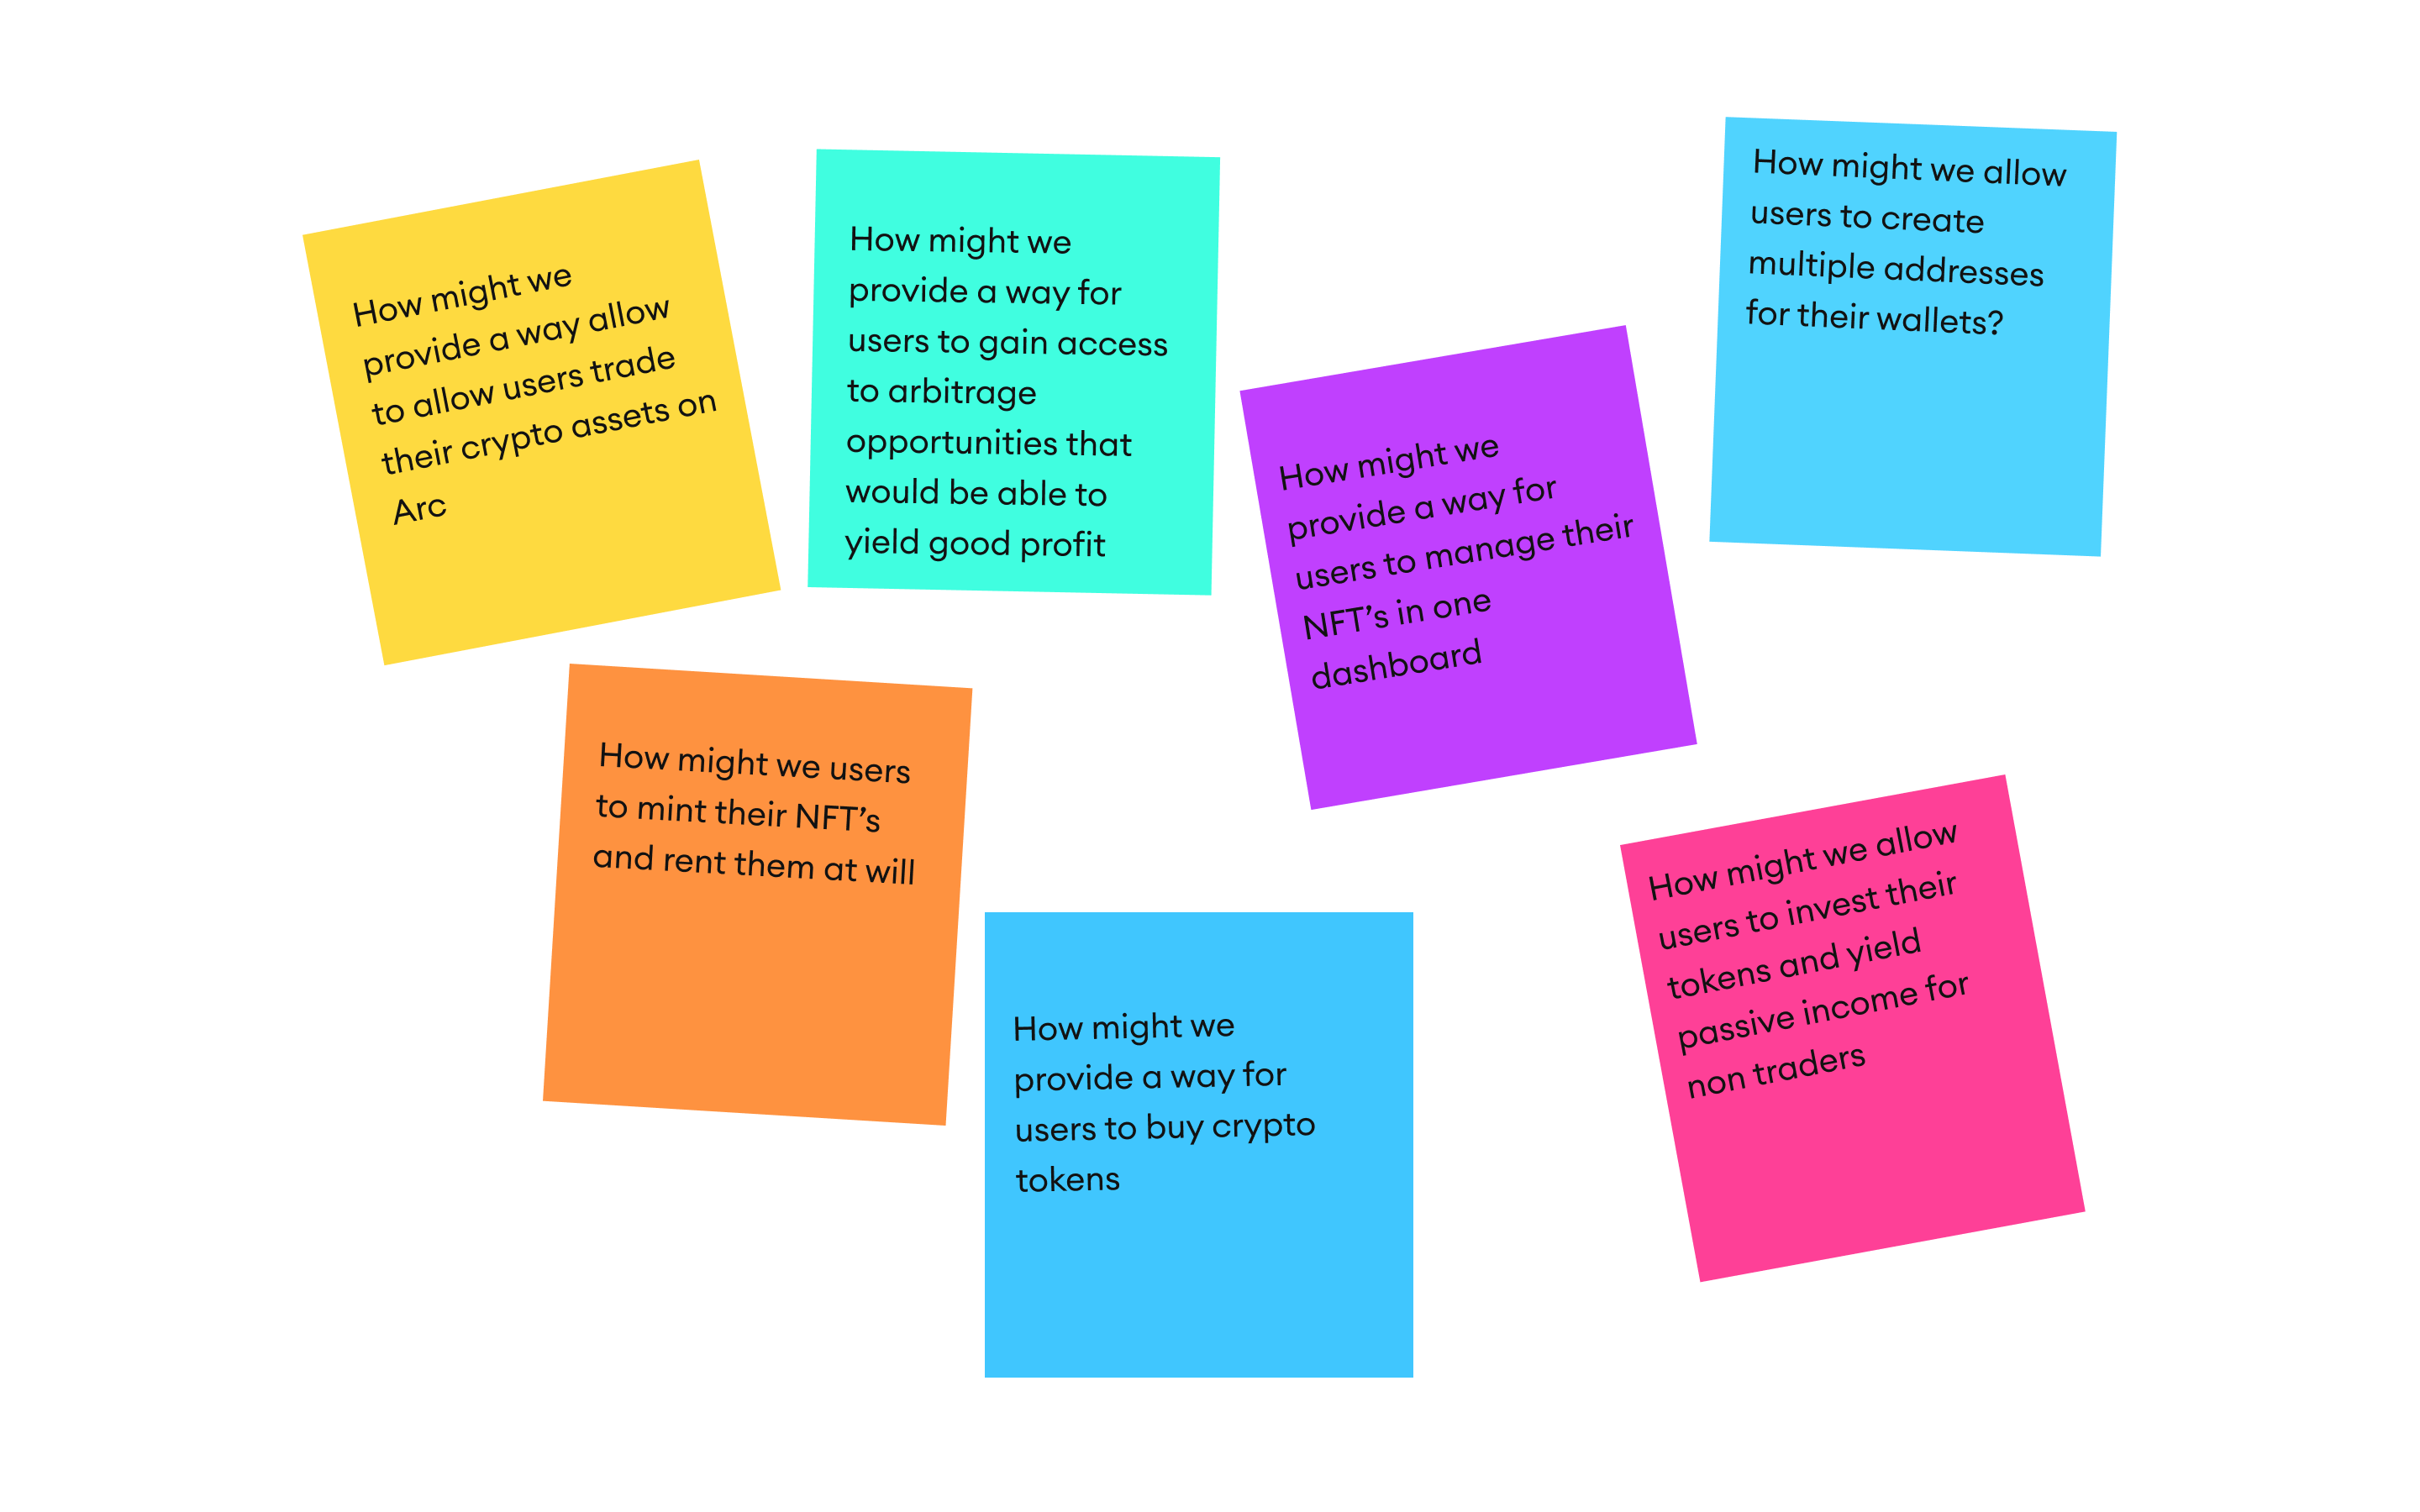 How might we
provide a way allow
to allow users trade
their crypto assets on
Arc
How might we
provide a way for
users to gain access
to arbitrage
opportunities that
would be able to
yield good profit
How might we
provide a way for
users to manage their
NFT’s in one
dashboard
How might we allow
users to create
multiple addresses
for their wallets?
How might we users
to mint their NFT’s
and rent them at will
How might we
provide a way for
users to buy crypto
tokens
How might we allow
users to invest their
tokens and yield
passive income for
non traders